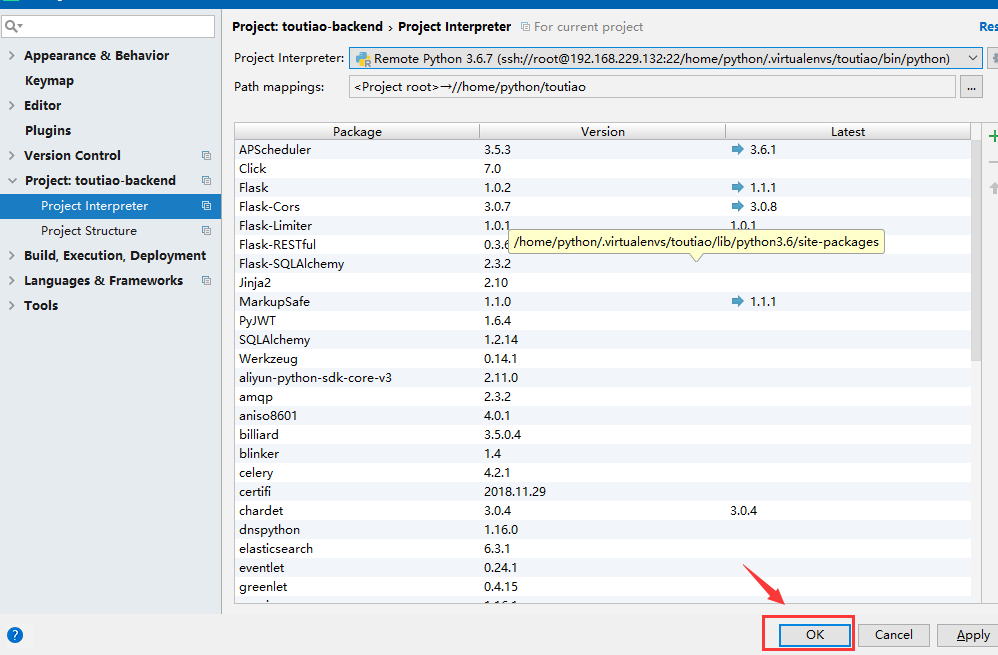 Project: toutiao-backend › Project Interpreter For current project
Appearance & Behavior
Keymap
Editor
Plugins
Version Control
Project: toutiao-backend
Project Interpreter
Project Structure
Build, Execution, Deployment
Languages & Frameworks
Tools
Project Interpreter: Remote Python 3.6.7 (ssh://root@192.168.229.132:22/home/python/.virtualenvs/toutiao/bin/python)
Path mappings: <Project root>→//home/python/toutiao ...
Package Version Latest
APScheduler 3.5.3 3.6.1
Click 7.0
Flask 1.0.2 1.1.1
Flask-Cors 3.0.7 3.0.8
Flask-Limiter 1.0.1 1.0.1
Flask-RESTful 0.3.6
/home/python/.virtualenvs/toutiao/lib/python3.6/site-packages
Flask-SQLAlchemy 2.3.2
Jinja2 2.10
MarkupSafe 1.1.0 1.1.1
PyJWT 1.6.4
SQLAlchemy 1.2.14
Werkzeug 0.14.1
aliyun-python-sdk-core-v3 2.11.0
amqp 2.3.2
aniso8601 4.0.1
billiard 3.5.0.4
blinker 1.4
celery 4.2.1
certifi 2018.11.29
chardet 3.0.4 3.0.4
dnspython 1.16.0
elasticsearch 6.3.1
eventlet 0.24.1
greenlet 0.4.15
? OK Cancel Apply